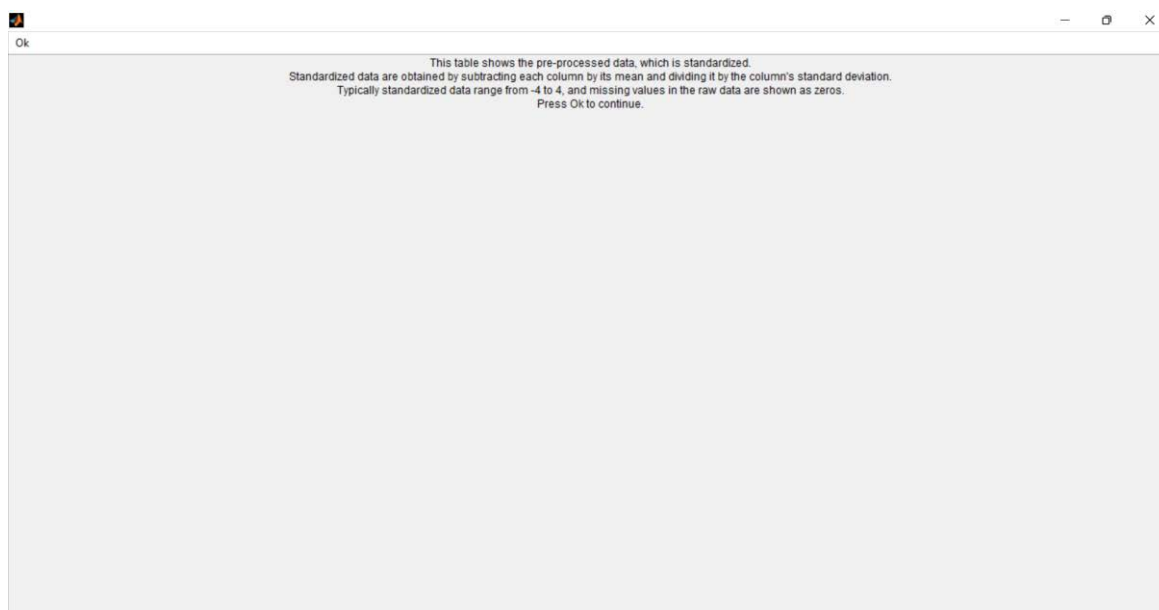 Ok
This table shows the pre-processed data, which is standardized.
Standardized data are obtained by subtracting each column by its mean and dividing it by the column's standard deviation.
Typically standardized data range from -4 to 4, and missing values in the raw data are shown as zeros.
Press Ok to continue.